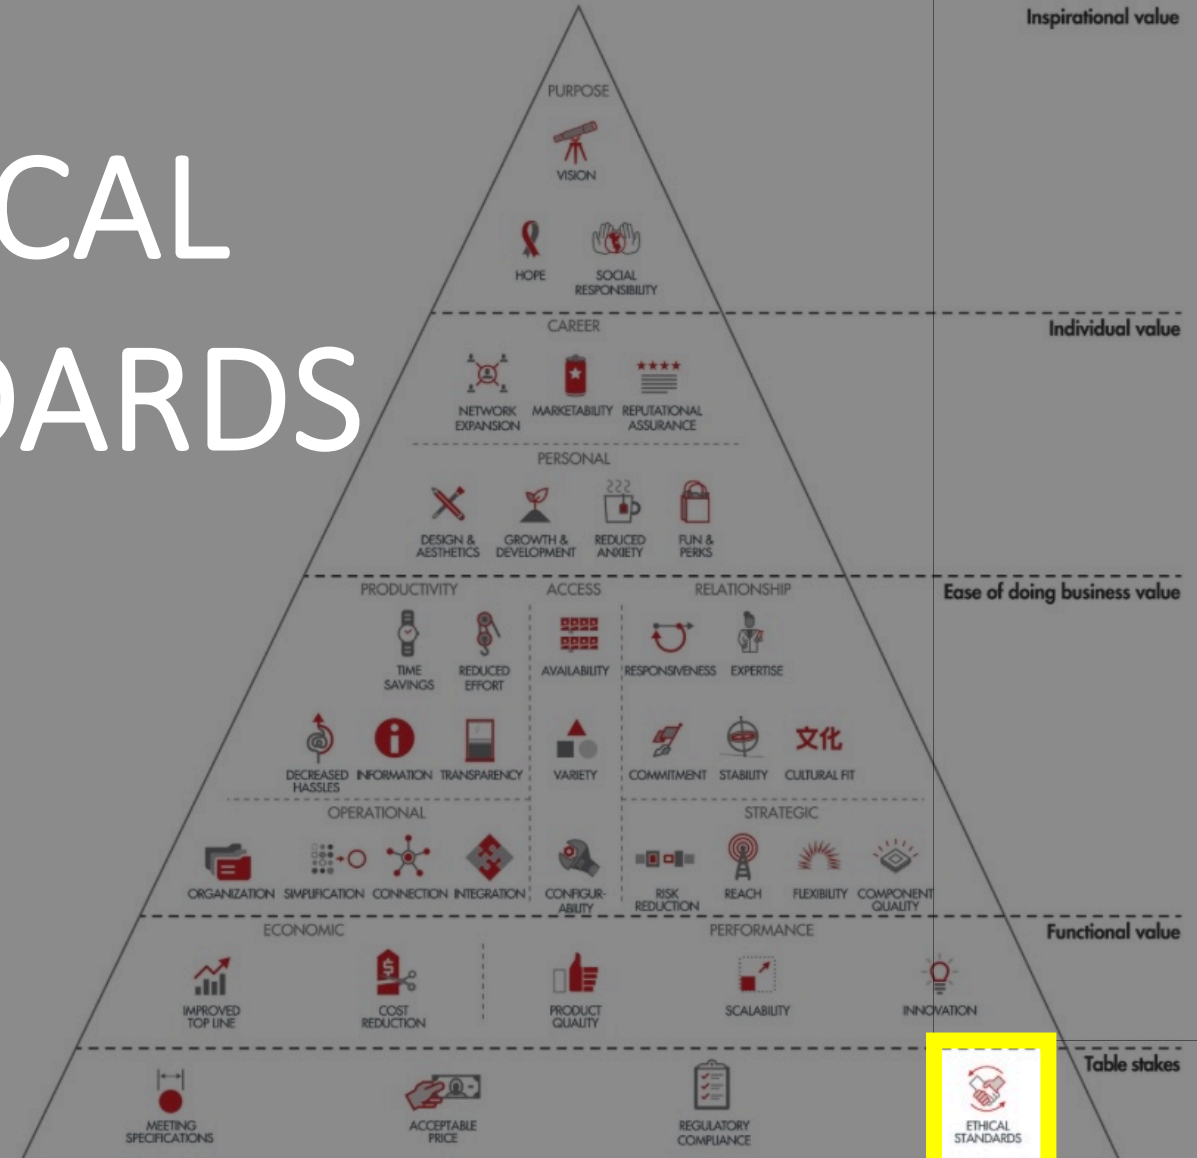 Inspirational value
PURPOSE
VISION
CAL
DARDS
HOPE
SOCIAL
RESPONSIBILITY
Individual value
CAREER
NETWORK
EXPANSION
MARKETABILITY
REPUTATIONAL
ASSURANCE
PERSONAL
DESIGN &
AESTHETICS
GROWTH &
DEVELOPMENT
REDUCED
ANXIETY
FUN &
PERKS
Ease of doing business value
PRODUCTIVITY
ACCESS
RELATIONSHIP
TIME
SAVINGS
REDUCED
EFFORT
AVAILABILITY
RESPONSIVENESS
EXPERTISE
DECREASED
HASSLES
INFORMATION
TRANSPARENCY
VARIETY
COMMITMENT
STABILITY
文化
CULTURAL FIT
OPERATIONAL
STRATEGIC
ORGANIZATION
SIMPLIFICATION
CONNECTION
INTEGRATION
CONFIGUR-
ABILITY
RISK
REDUCTION
REACH
FLEXIBILITY
COMPONENT
QUALITY
Functional value
ECONOMIC
PERFORMANCE
IMPROVED
TOP LINE
$
COST
REDUCTION
PRODUCT
QUALITY
SCALABILITY
INNOVATION
Table stakes
MEETING
SPECIFICATIONS
ACCEPTABLE
PRICE
REGULATORY
COMPLIANCE
ETHICAL
STANDARDS